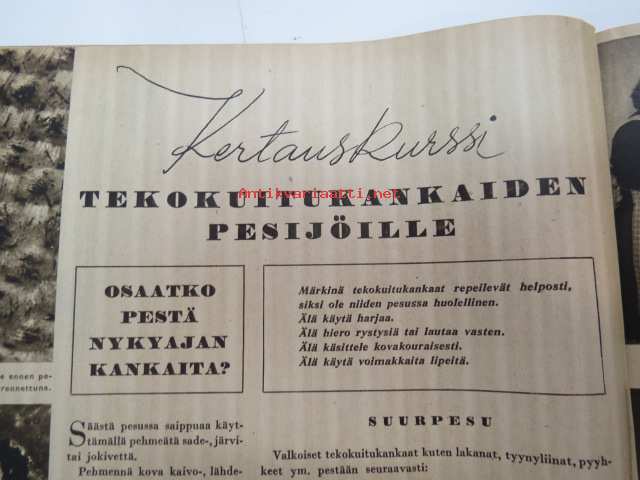 Kertauskurssi
TEKOKUITUKANKAIDEN
PESIJÖILLE
Antikvariaatti.net
OSAATKO
PESTÄ
NYKYAJAN
KANKAITA?
Märkinä tekokuitukankaat repeilevät helposti,
siksi ole niiden pesussa huolellinen.
Älä käytä harjaa.
Älä hiero rystysiä tai lautaa vasten.
Älä käsittele kovakouraisesti.
Älä käytä voimakkaita lipeitä.
e ennen pe-
rennettuna.
Säästä pesussa saippuaa käyt-
tämällä pehmeätä sade-, järvi-
tai jokivettä.
Pehmennä kova kaivo-, lähde-
SUURPESU
Valkoiset tekokuitukankaat kuten lakanat, tyynyliinat, pyyh-
keet ym. pestään seuraavasti: